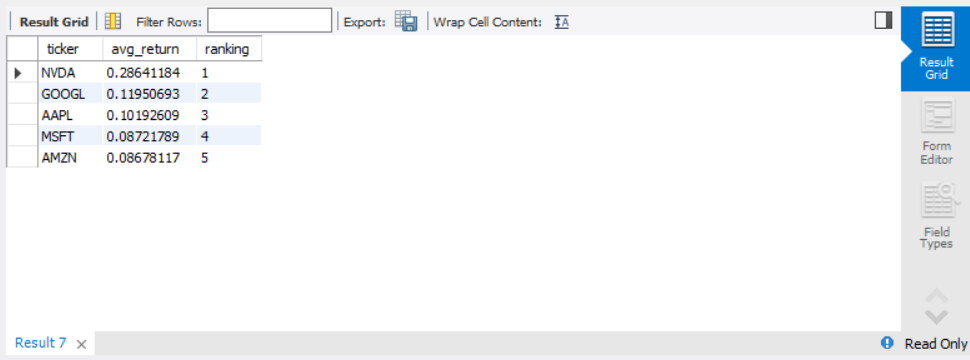 Result Grid Filter Rows: Export: Wrap Cell Content: IA
ticker avg_return ranking
NVDA 0.28641184 1
GOOGL 0.11950693 2
AAPL 0.10192609 3
MSFT 0.08721789 4
AMZN 0.08678117 5
Result
Grid
Form
Editor
Field
Types
Result 7 ×
Read Only